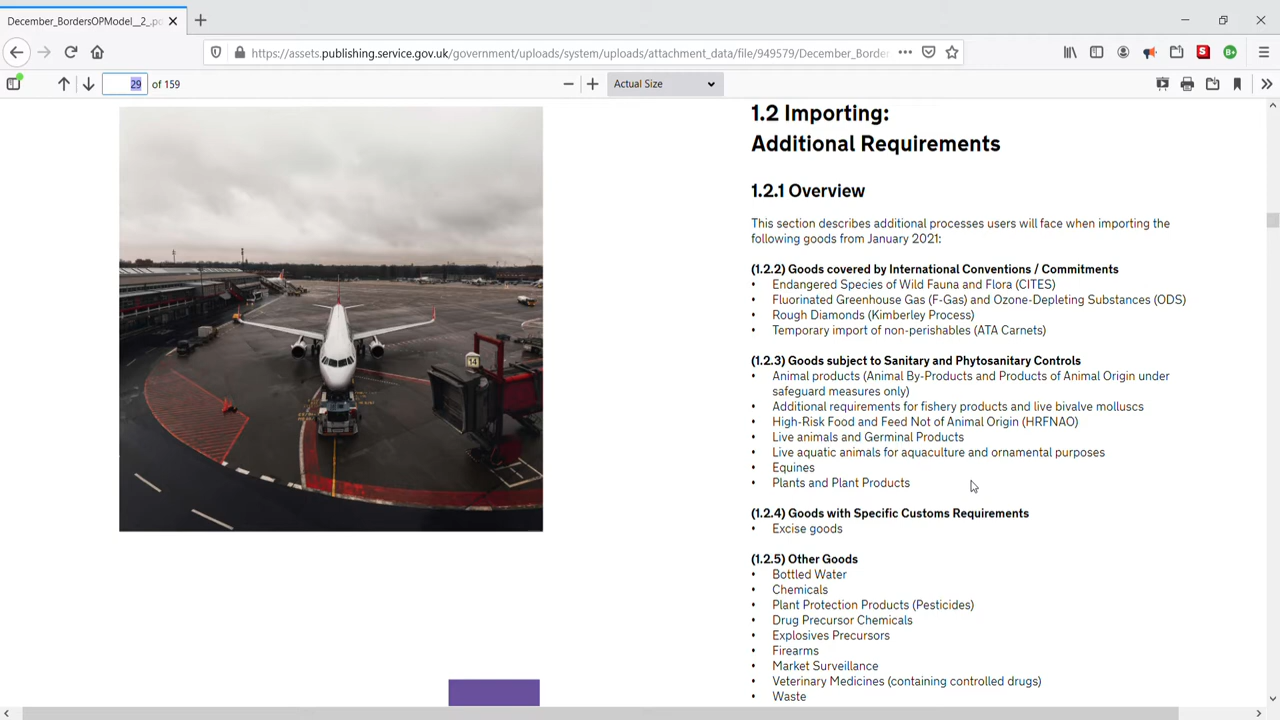 December_BordersOPModel__2_.pd
https://assets.publishing.service.gov.uk/government/uploads/system/uploads/attachment_data/file/949579/December_Border
29 of 159
Actual Size
1.2 Importing:
Additional Requirements
1.2.1 Overview
This section describes additional processes users will face when importing the
following goods from January 2021:
(1.2.2) Goods covered by International Conventions / Commitments
• Endangered Species of Wild Fauna and Flora (CITES)
• Fluorinated Greenhouse Gas (F-Gas) and Ozone-Depleting Substances (ODS)
• Rough Diamonds (Kimberley Process)
• Temporary import of non-perishables (ATA Carnets)
(1.2.3) Goods subject to Sanitary and Phytosanitary Controls
• Animal products (Animal By-Products and Products of Animal Origin under
safeguard measures only)
• Additional requirements for fishery products and live bivalve molluscs
• High-Risk Food and Feed Not of Animal Origin (HRFNAO)
• Live animals and Germinal Products
• Live aquatic animals for aquaculture and ornamental purposes
• Equines
• Plants and Plant Products
(1.2.4) Goods with Specific Customs Requirements
• Excise goods
(1.2.5) Other Goods
• Bottled Water
• Chemicals
• Plant Protection Products (Pesticides)
• Drug Precursor Chemicals
• Explosives Precursors
• Firearms
• Market Surveillance
• Veterinary Medicines (containing controlled drugs)
• Waste
14